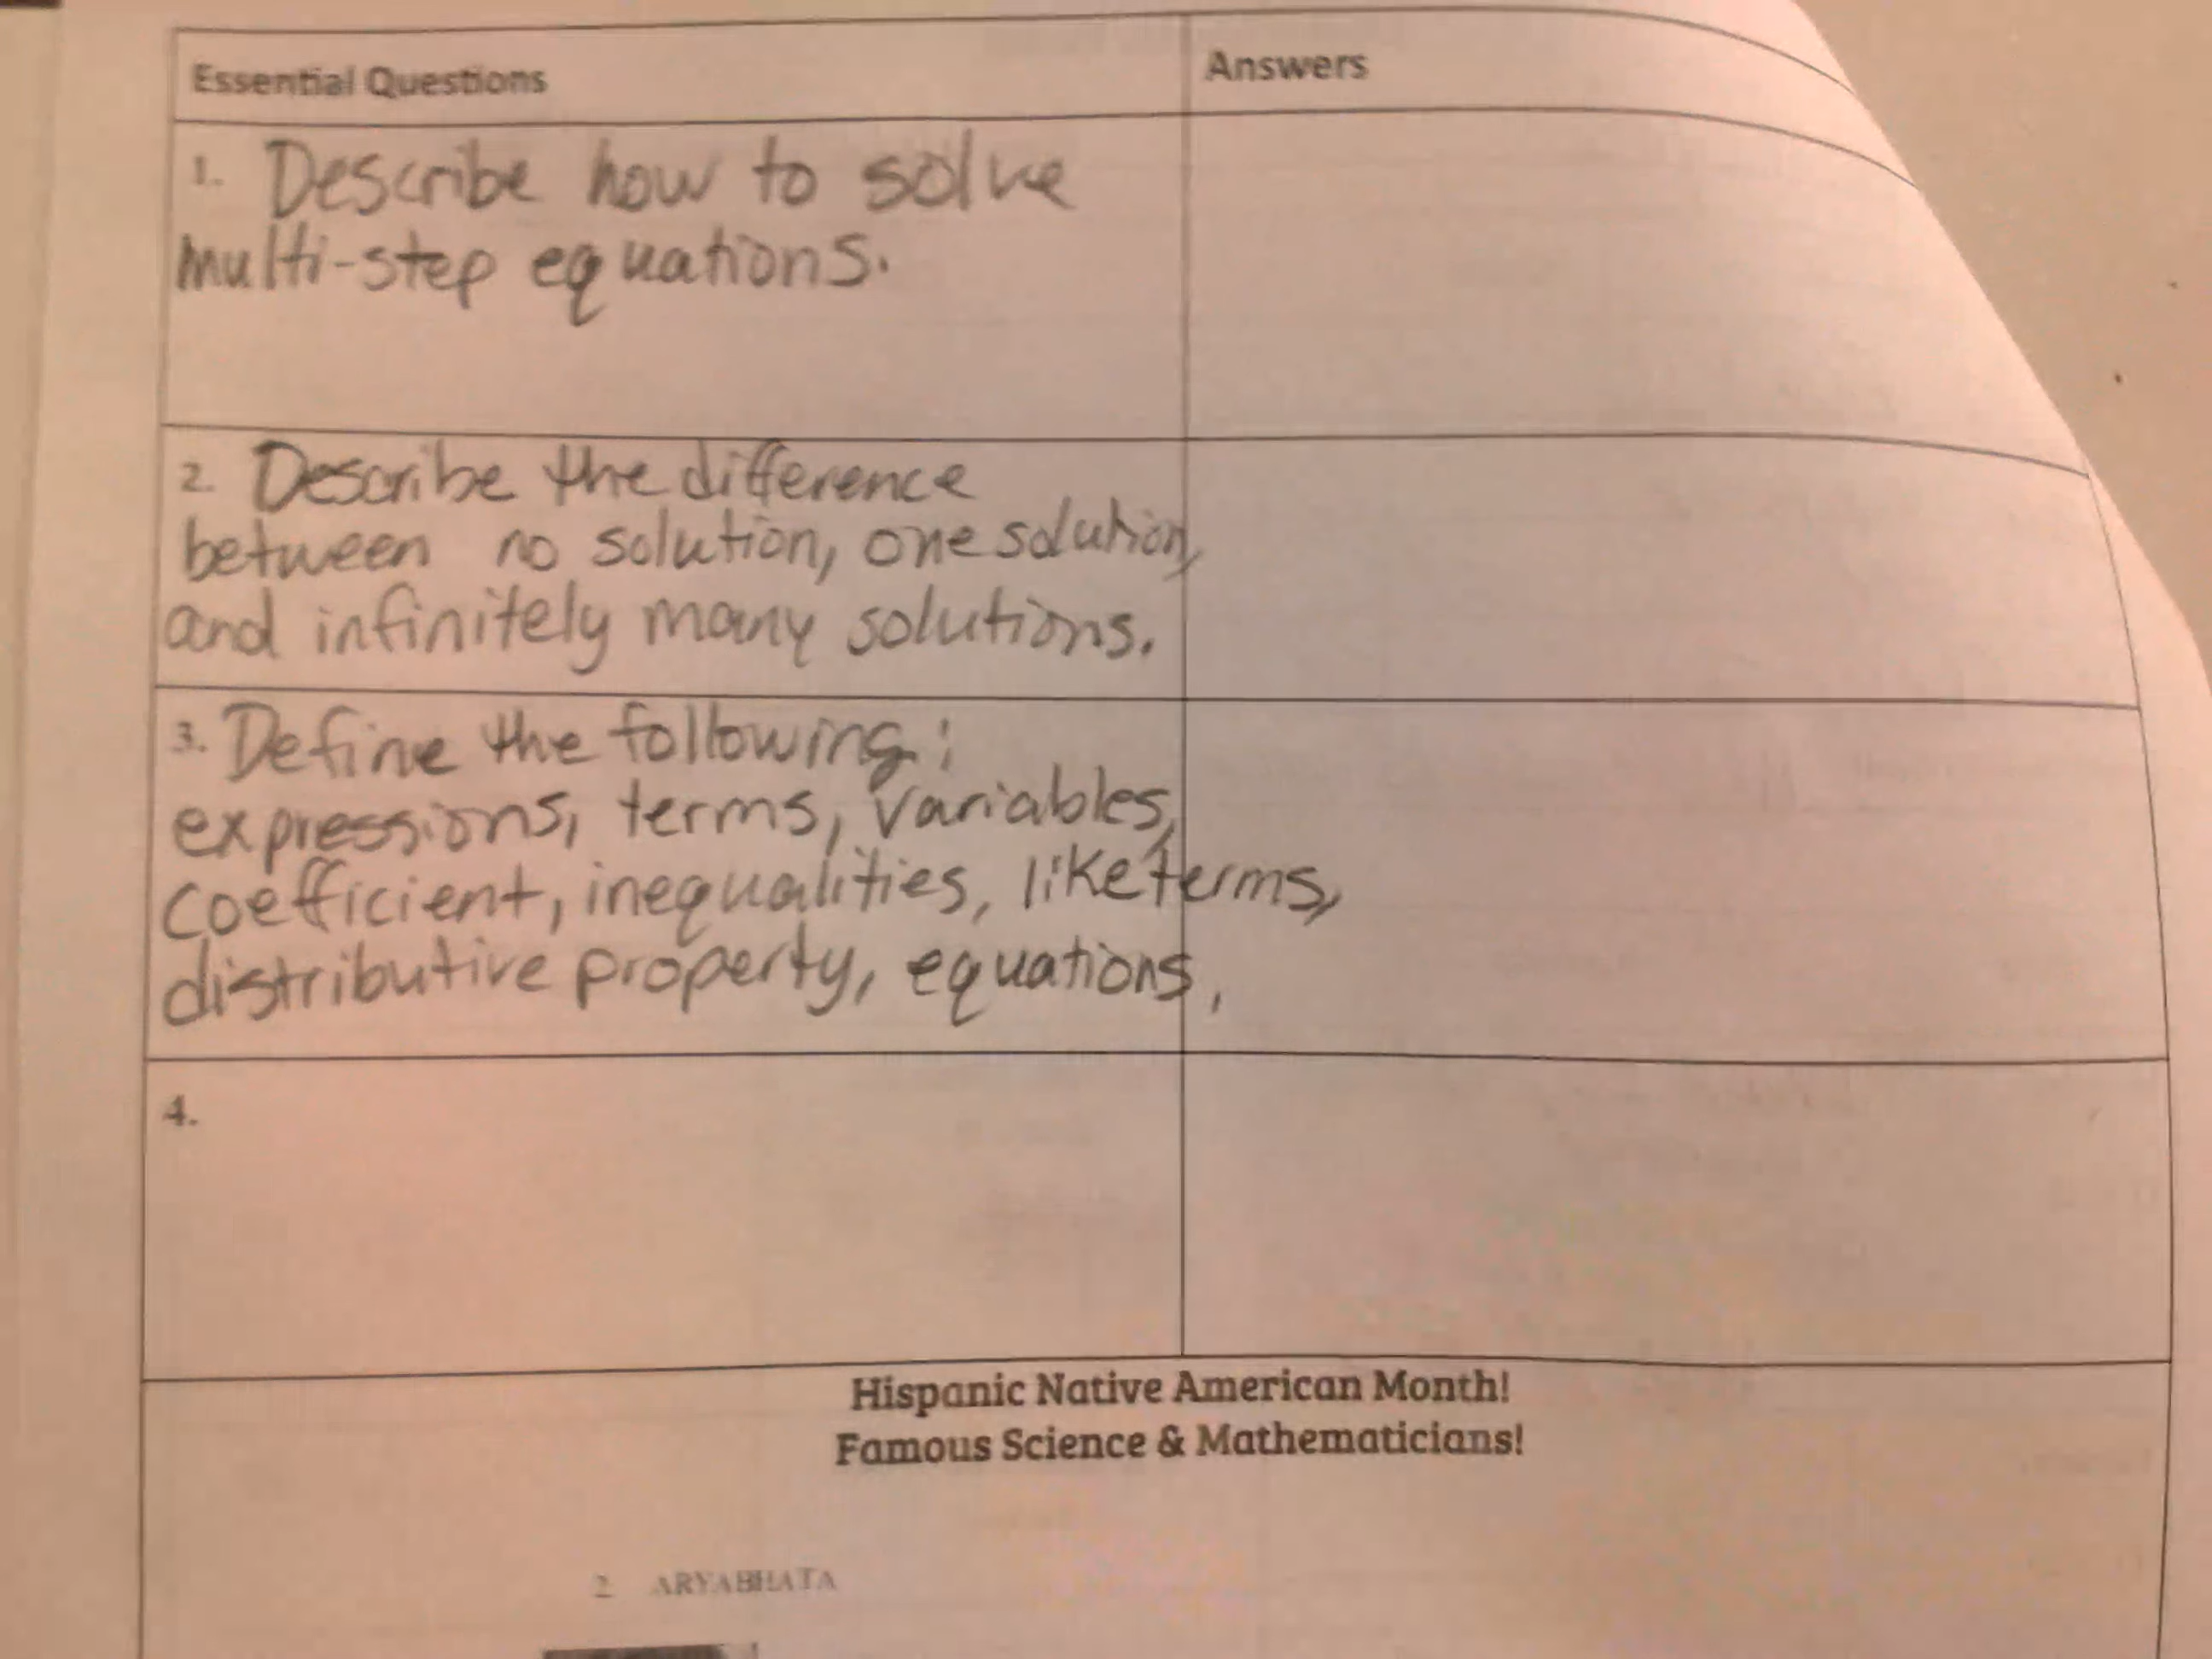 Essential Questions
Answers
1. Describe how to solve
multi-step equations.
2. Describe the difference
between no solution, one solution,
and infinitely many solutions.
3. Define the following:
expressions, terms, variables,
coefficient, inequalities, like terms,
distributive property, equations,
4.
Hispanic Native American Month!
Famous Science & Mathematicians!
2 ARYABHATA